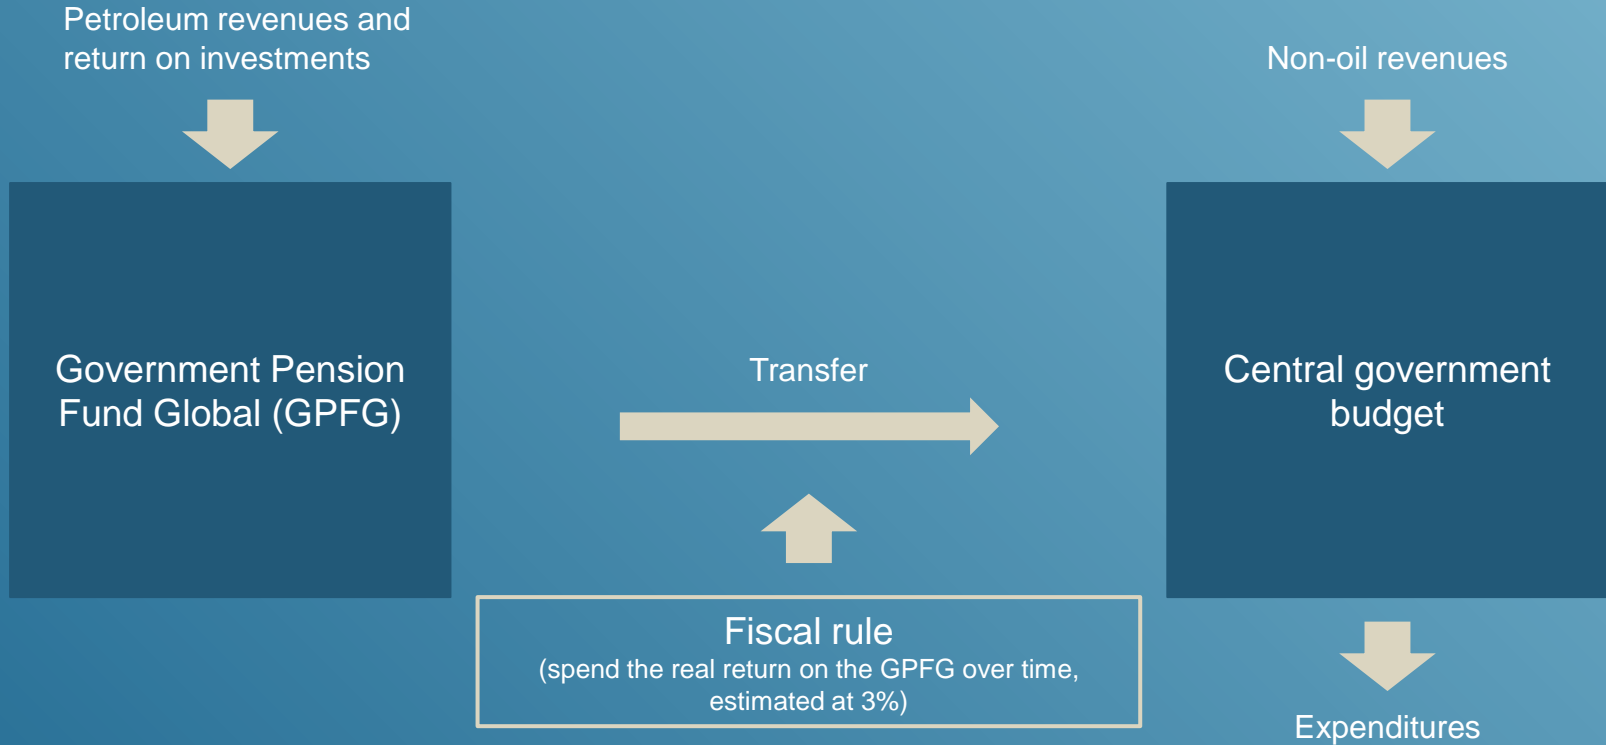 Petroleum revenues and
return on investments
Non-oil revenues
Government Pension
Fund Global (GPFG)
Transfer
Central government
budget
Fiscal rule
(spend the real return on the GPFG over time,
estimated at 3%)
Expenditures